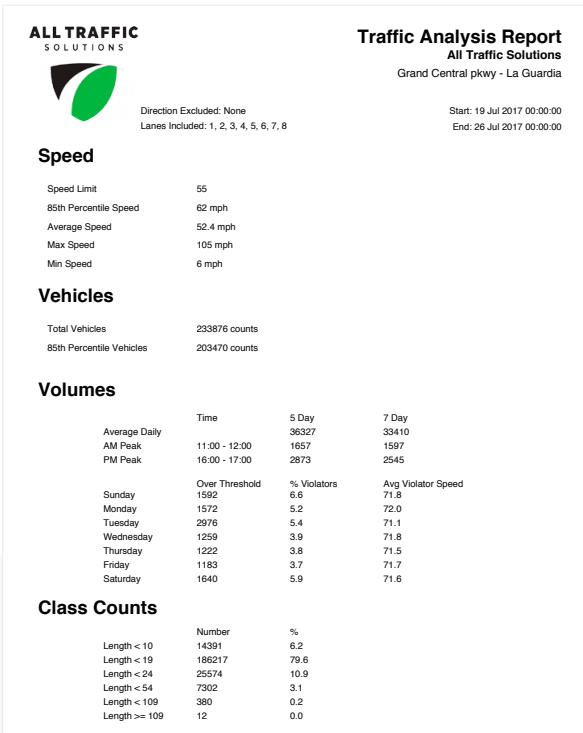 ALL TRAFFIC
SOLUTIONS
Traffic Analysis Report
All Traffic Solutions
Grand Central pkwy - La Guardia
Direction Excluded: None
Lanes Included: 1, 2, 3, 4, 5, 6, 7, 8
Start: 19 Jul 2017 00:00:00
End: 26 Jul 2017 00:00:00
Speed
Speed Limit 55
85th Percentile Speed 62 mph
Average Speed 52.4 mph
Max Speed 105 mph
Min Speed 6 mph
Vehicles
Total Vehicles 233876 counts
85th Percentile Vehicles 203470 counts
Volumes
Time 5 Day 7 Day
Average Daily 36327 33410
AM Peak 11:00 - 12:00 1657 1597
PM Peak 16:00 - 17:00 2873 2545
Over Threshold % Violators Avg Violator Speed
Sunday 1592 6.6 71.8
Monday 1572 5.2 72.0
Tuesday 2976 5.4 71.1
Wednesday 1259 3.9 71.8
Thursday 1222 3.8 71.5
Friday 1183 3.7 71.7
Saturday 1640 5.9 71.6
Class Counts
Number %
Length < 10 14391 6.2
Length < 19 186217 79.6
Length < 24 25574 10.9
Length < 54 7302 3.1
Length < 109 380 0.2
Length >= 109 12 0.0